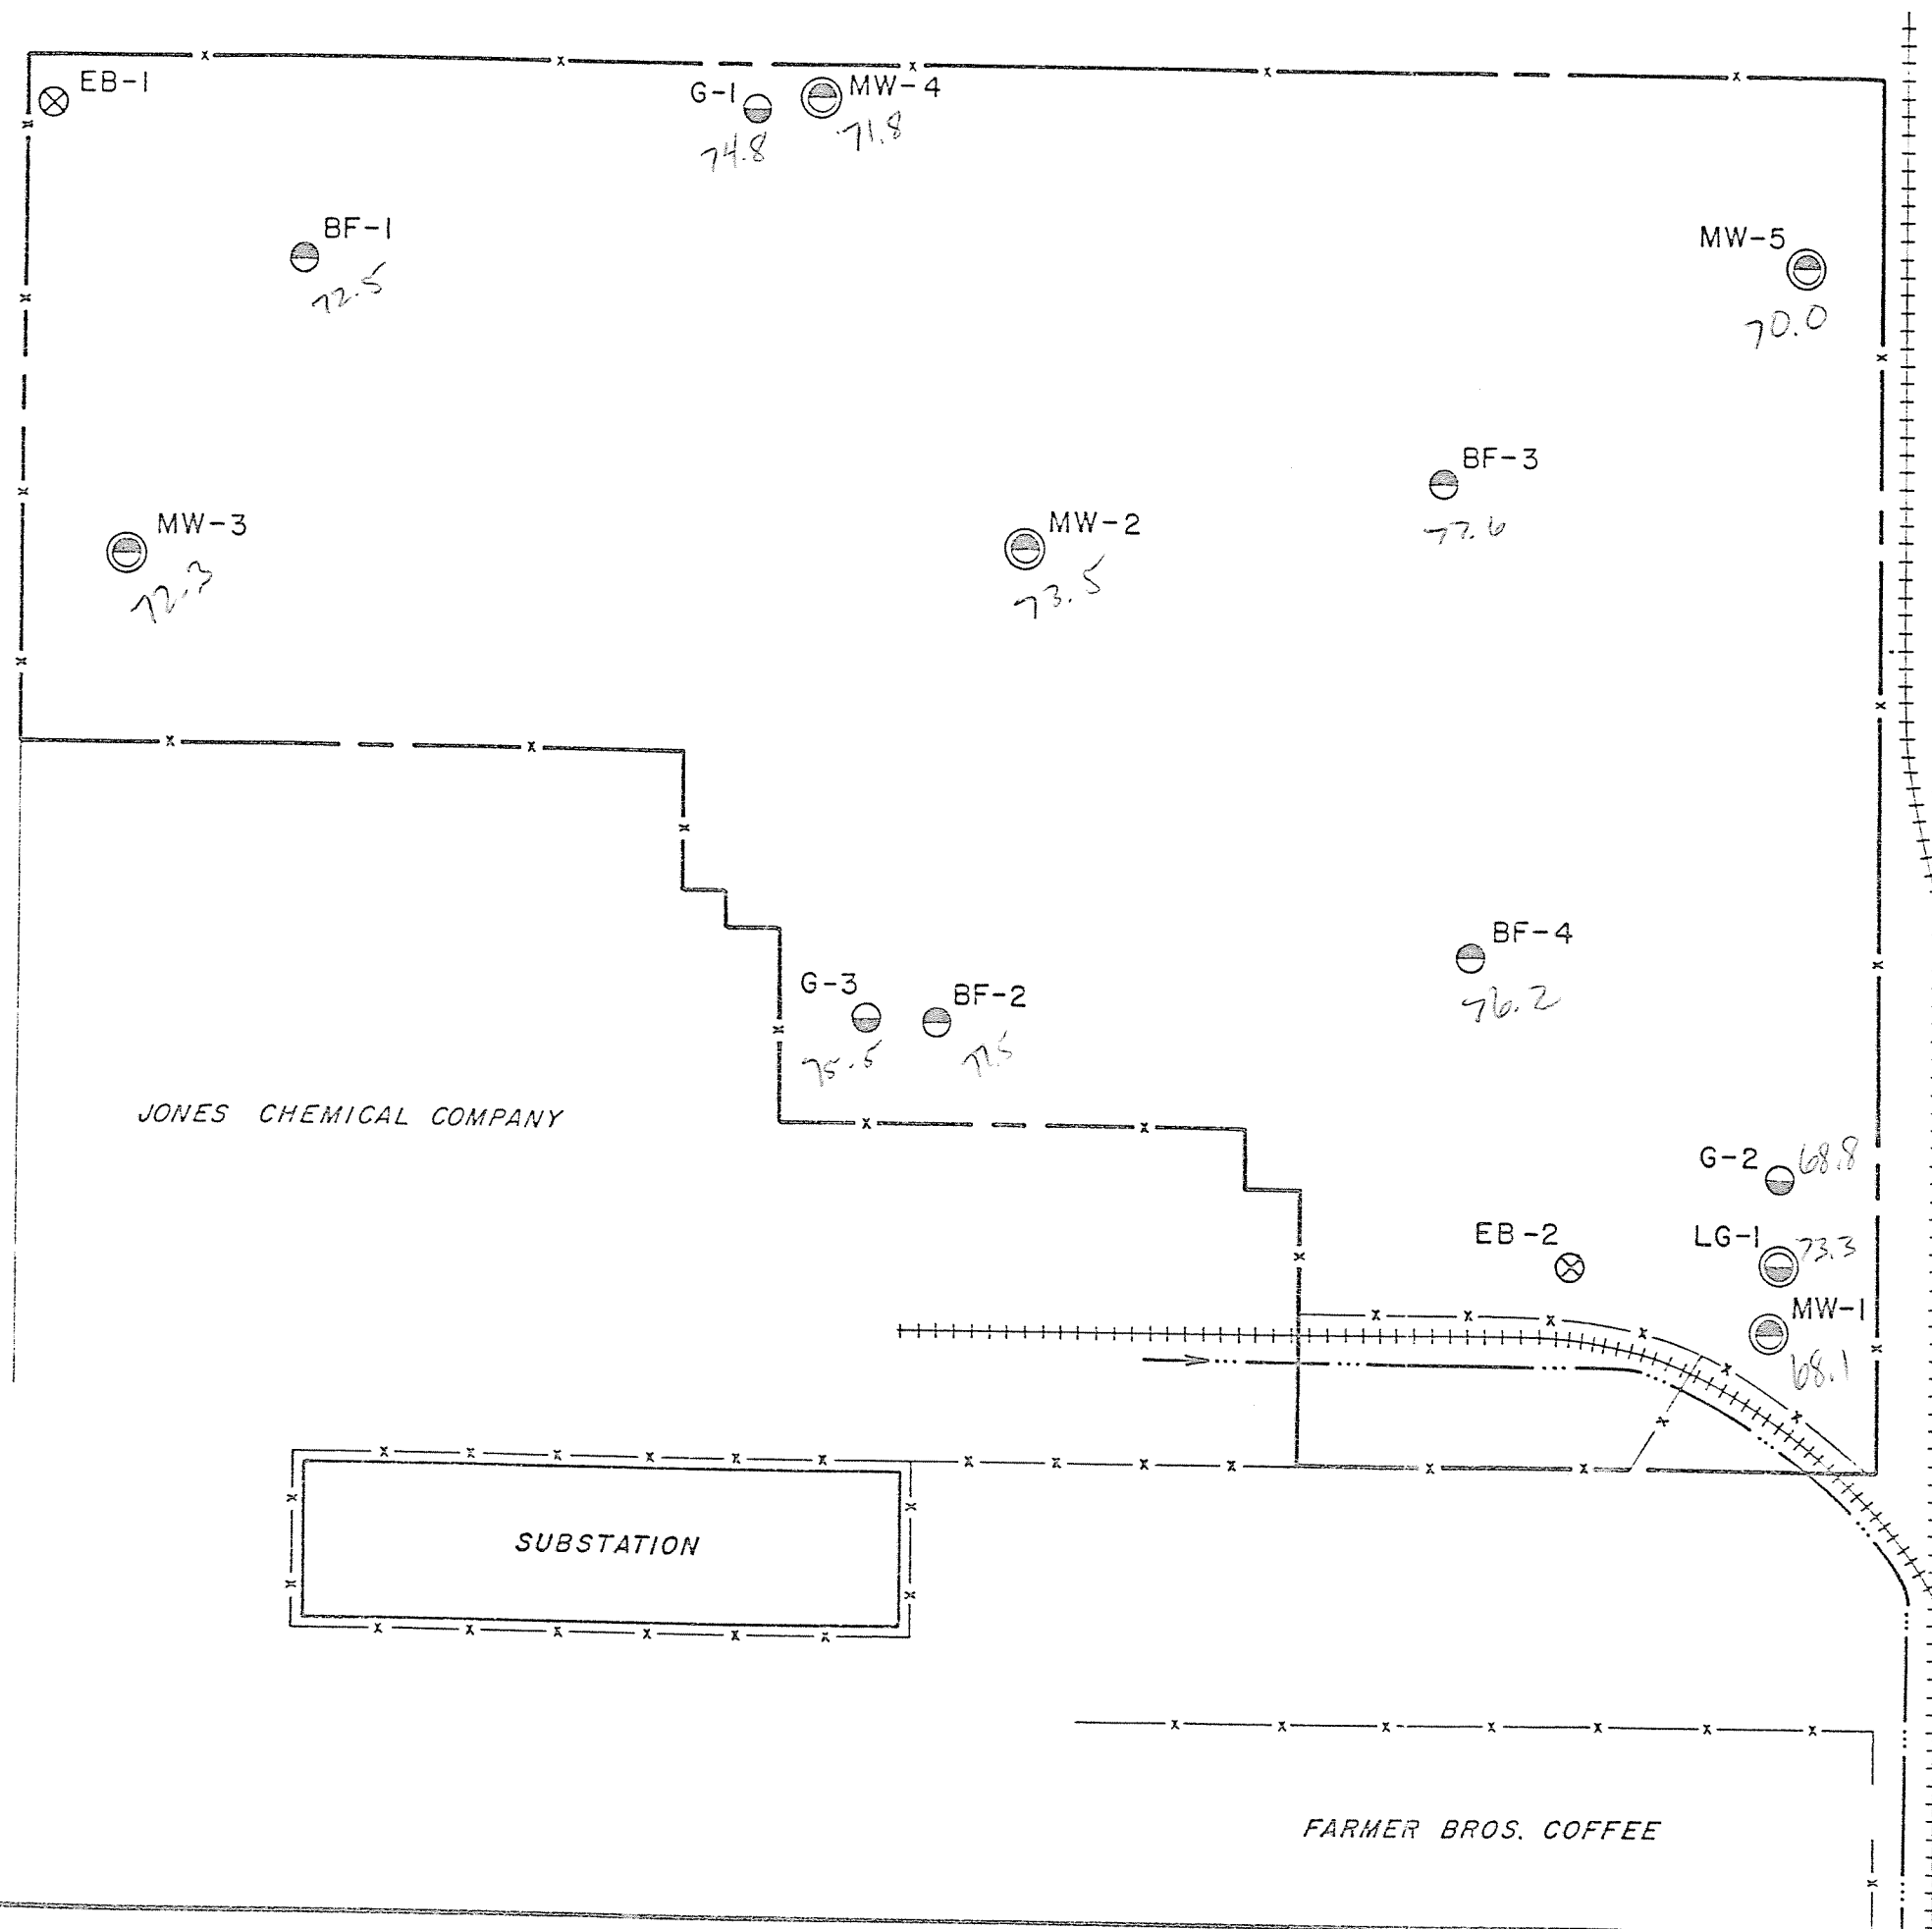 EB-1
G-1
MW-4
74.8
71.8
BF-1
72.5
MW-5
70.0
BF-3
77.6
MW-3
72.3
MW-2
73.5
BF-4
76.2
G-3
BF-2
75.5
JONES CHEMICAL COMPANY
G-2
68.8
EB-2
LG-1
73.3
MW-1
68.1
SUBSTATION
FARMER BROS. COFFEE